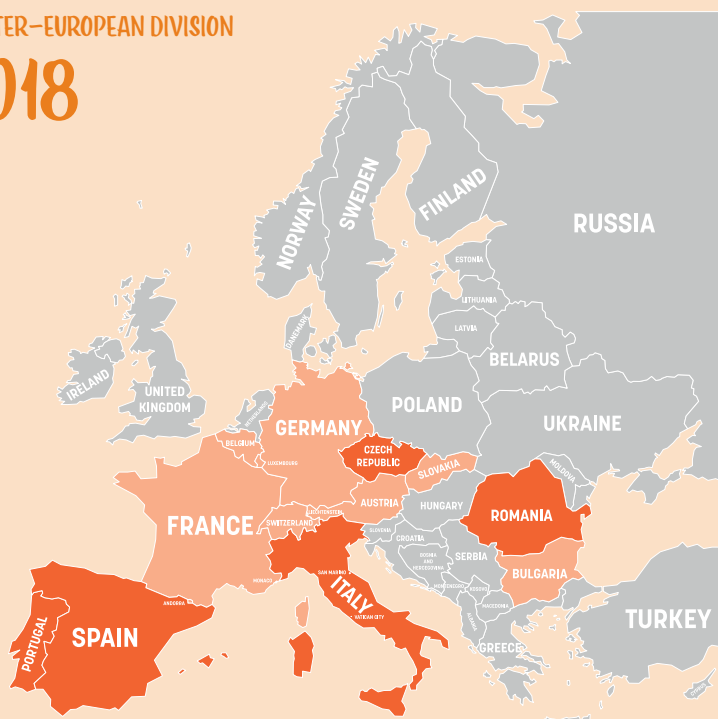 TER-EUROPEAN DIVISION
018
RUSSIA
FINLAND
SWEDEN
NORWAY
ESTONIA
LITHUANIA
LATVIA
DANEMARK
BELARUS
IRELAND
UNITED
KINGDOM
NETHERLANDS
POLAND
GERMANY
UKRAINE
BELGIUM
LUXEMBOURG
CZECH
REPUBLIC
SLOVAKIA
MOLDOVA
AUSTRIA
LIECHTENSTEIN
SWITZERLAND
FRANCE
HUNGARY
ROMANIA
SLOVENIA
CROATIA
BOSNIA
AND
HERZEGOVINA
SERBIA
BULGARIA
SAN MARINO
MONACO
ITALY
VATICAN CITY
MONTENEGRO
KOSOVO
MACEDONIA
ALBANIA
ANDORRA
PORTUGAL
SPAIN
GREECE
TURKEY
CYPRUS